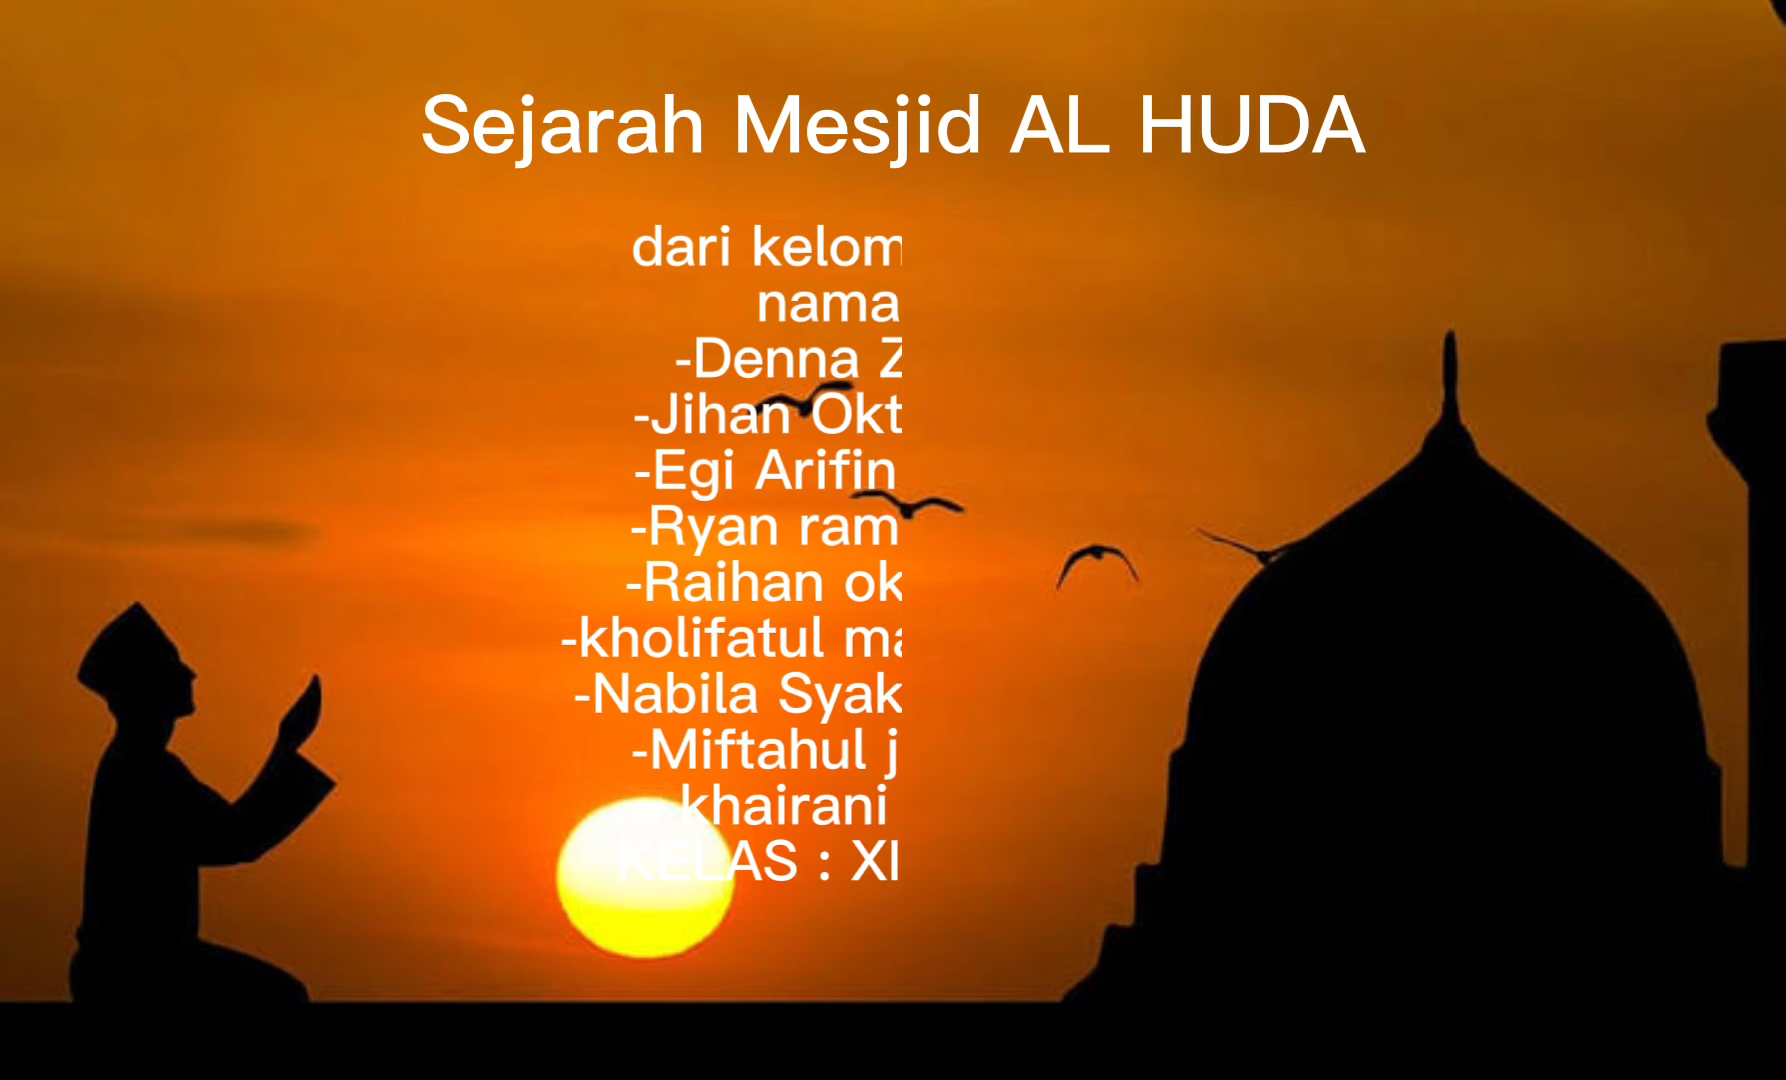 Sejarah Mesjid AL HUDA
dari kelom
nama
-Denna Z
-Jihan Okt
-Egi Arifin
-Ryan ram
-Raihan ok
-kholifatul ma
-Nabila Syak
-Miftahul j
-khairani
KELAS : XI